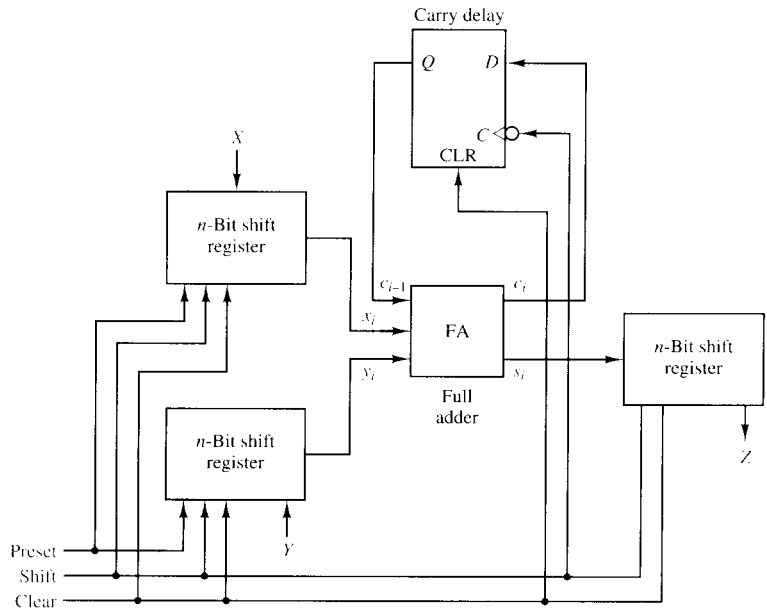 Carry delay
Q
D
C
CLR
X
n-Bit shift
register
c_{i-1}
c_i
x_i
FA
y_i
s_i
n-Bit shift
register
Full
adder
n-Bit shift
register
Z
Preset
Y
Shift
Clear